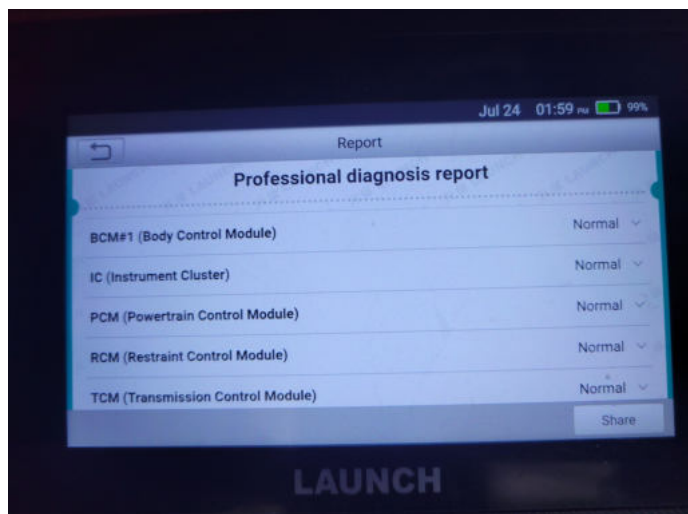 Jul 24 01:59 PM 99%
Report
Professional diagnosis report
BCM#1 (Body Control Module) Normal
IC (Instrument Cluster) Normal
PCM (Powertrain Control Module) Normal
RCM (Restraint Control Module) Normal
TCM (Transmission Control Module) Normal
Share
LAUNCH